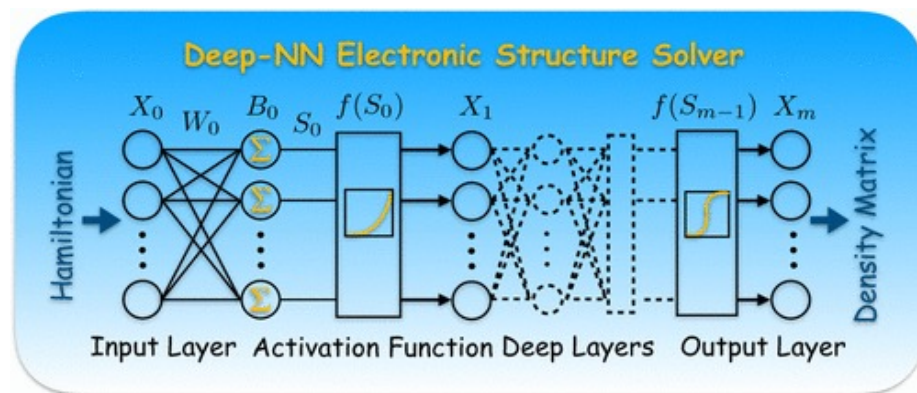 Deep-NN Electronic Structure Solver
X₀ W₀ B₀ S₀ f(S₀) X₁ f(Sₘ₋₁) Xₘ
Hamiltonian
Σ
Σ
Σ
Density Matrix
Input Layer Activation Function Deep Layers Output Layer